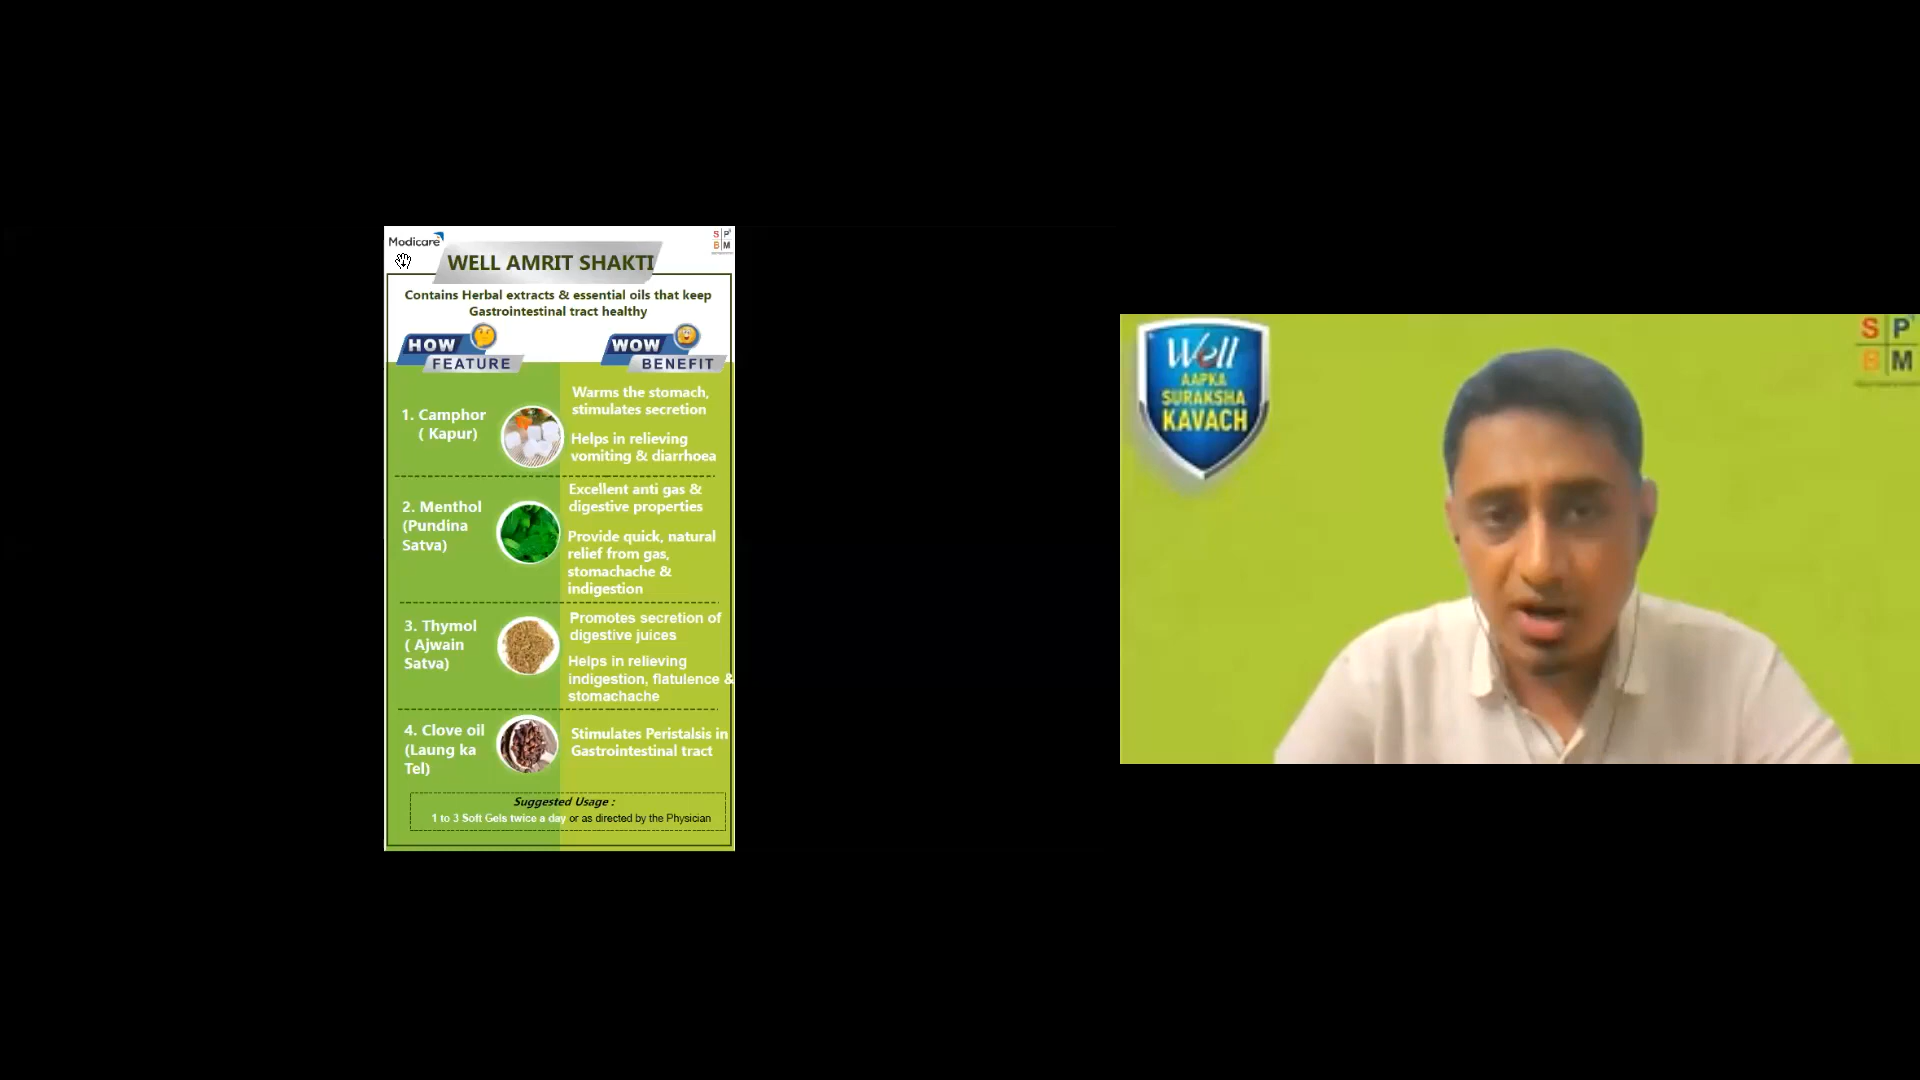 Modicare
S P
B M
WELL AMRIT SHAKTI
Contains Herbal extracts & essential oils that keep
Gastrointestinal tract healthy
HOW
FEATURE
WOW
BENEFIT
1. Camphor
( Kapur)
Warms the stomach,
stimulates secretion
Helps in relieving
vomiting & diarrhoea
2. Menthol
(Pundina
Satva)
Excellent anti gas &
digestive properties
Provide quick, natural
relief from gas,
stomachache &
indigestion
3. Thymol
( Ajwain
Satva)
Promotes secretion of
digestive juices
Helps in relieving
indigestion, flatulence &
stomachache
4. Clove oil
(Laung ka
Tel)
Stimulates Peristalsis in
Gastrointestinal tract
Suggested Usage :
1 to 3 Soft Gels twice a day or as directed by the Physician
Well
AAPKA
SURAKSHA
KAVACH
S P
B M